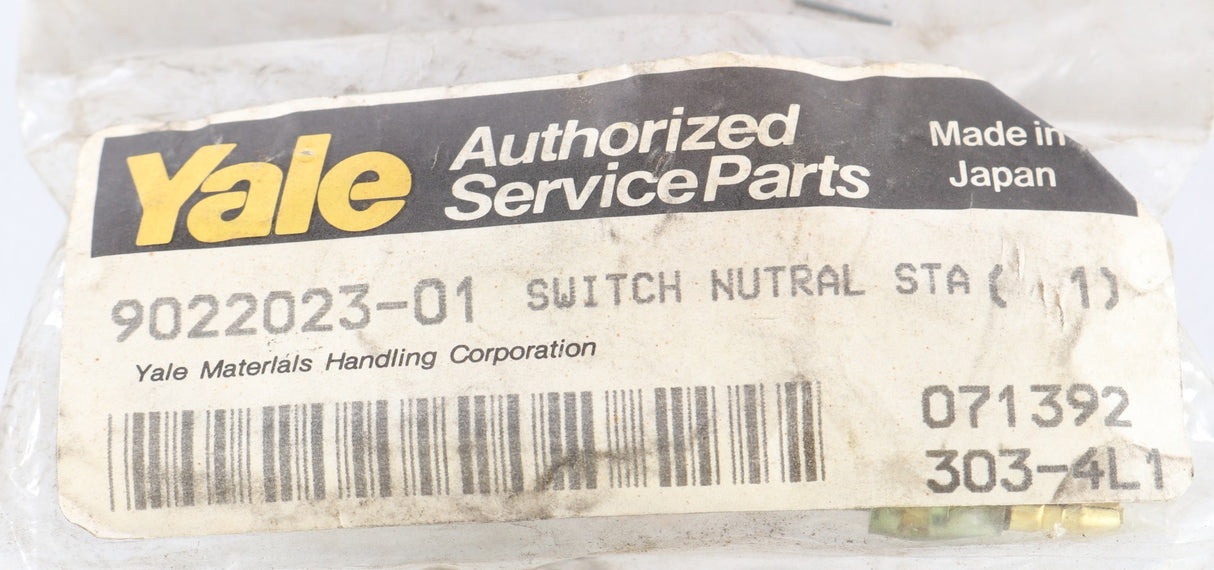 Yale
Authorized
Service Parts
Made in
Japan
9022023-01 SWITCH NUTRAL STA ( 1)
Yale Materials Handling Corporation
071392
303-4L1